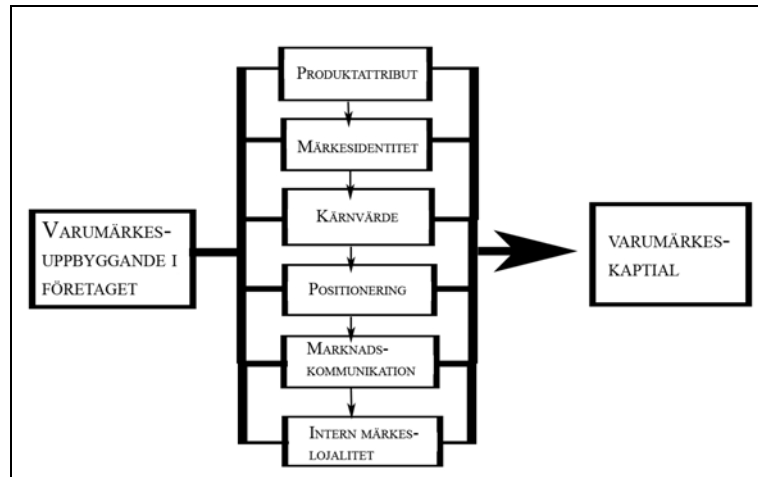 PRODUKTATTRIBUT
MÄRKESIDENTITET
KÄRNVÄRDE
VARUMÄRKES-
UPPBYGGANDE I
FÖRETAGET
POSITIONERING
MARKNADS-
KOMMUNIKATION
INTERN MÄRKES-
LOJALITET
VARUMÄRKES-
KAPTIAL